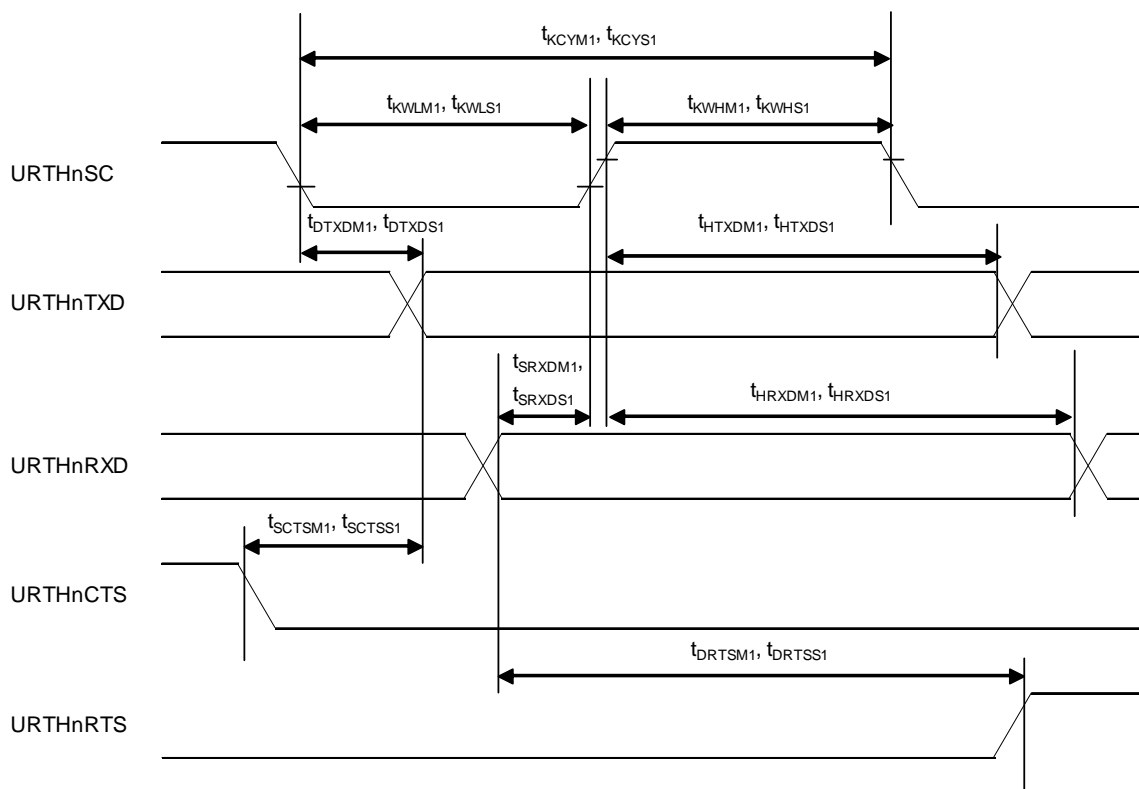 tKCYM1, tKCYS1
tKWLM1, tKWLS1
tKWHM1, tKWHS1
URTHnSC
tDTXDM1, tDTXDS1
tHTXDM1, tHTXDS1
URTHnTXD
tSRXDM1,
tSRXDS1
tHRXDM1, tHRXDS1
URTHnRXD
tSCTSM1, tSCTSS1
URTHnCTS
tDRTSM1, tDRTSS1
URTHnRTS